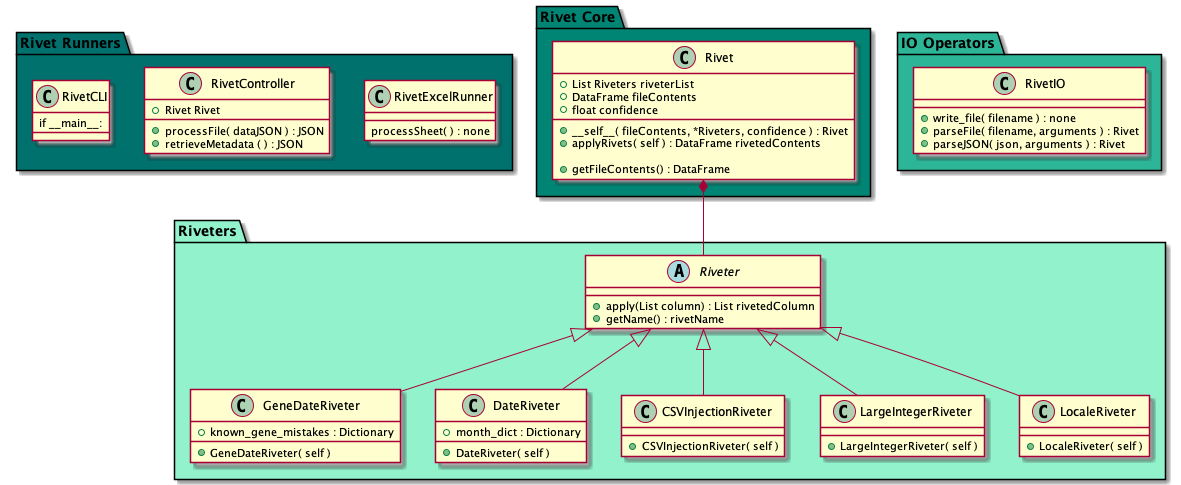 Rivet Runners
C RivetCLI
if __main__:
C RivetController
Rivet Rivet
processFile( dataJSON ) : JSON
retrieveMetadata ( ) : JSON
C RivetExcelRunner
processSheet( ) : none
Rivet Core
C Rivet
List Riveters riveterList
DataFrame fileContents
float confidence
__self__( fileContents, *Riveters, confidence ) : Rivet
applyRivets( self ) : DataFrame rivetedContents
getFileContents() : DataFrame
IO Operators
C RivetIO
write_file( filename ) : none
parseFile( filename, arguments ) : Rivet
parseJSON( json, arguments ) : Rivet
Riveters
A Riveter
apply(List column) : List rivetedColumn
getName() : rivetName
C GeneDateRiveter
known_gene_mistakes : Dictionary
GeneDateRiveter( self )
C DateRiveter
month_dict : Dictionary
DateRiveter( self )
C CSVInjectionRiveter
CSVInjectionRiveter( self )
C LargeIntegerRiveter
LargeIntegerRiveter( self )
C LocaleRiveter
LocaleRiveter( self )